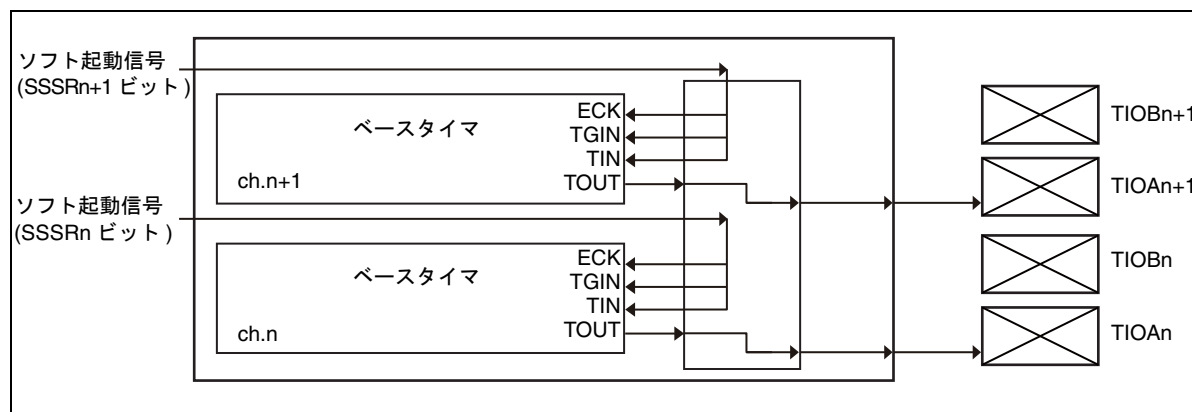 ソフト起動信号
(SSSRn+1 ビット )
ベースタイマ
ch.n+1
ECK
TGIN
TIN
TOUT
ソフト起動信号
(SSSRn ビット )
ベースタイマ
ch.n
ECK
TGIN
TIN
TOUT
TIOBn+1
TIOAn+1
TIOBn
TIOAn